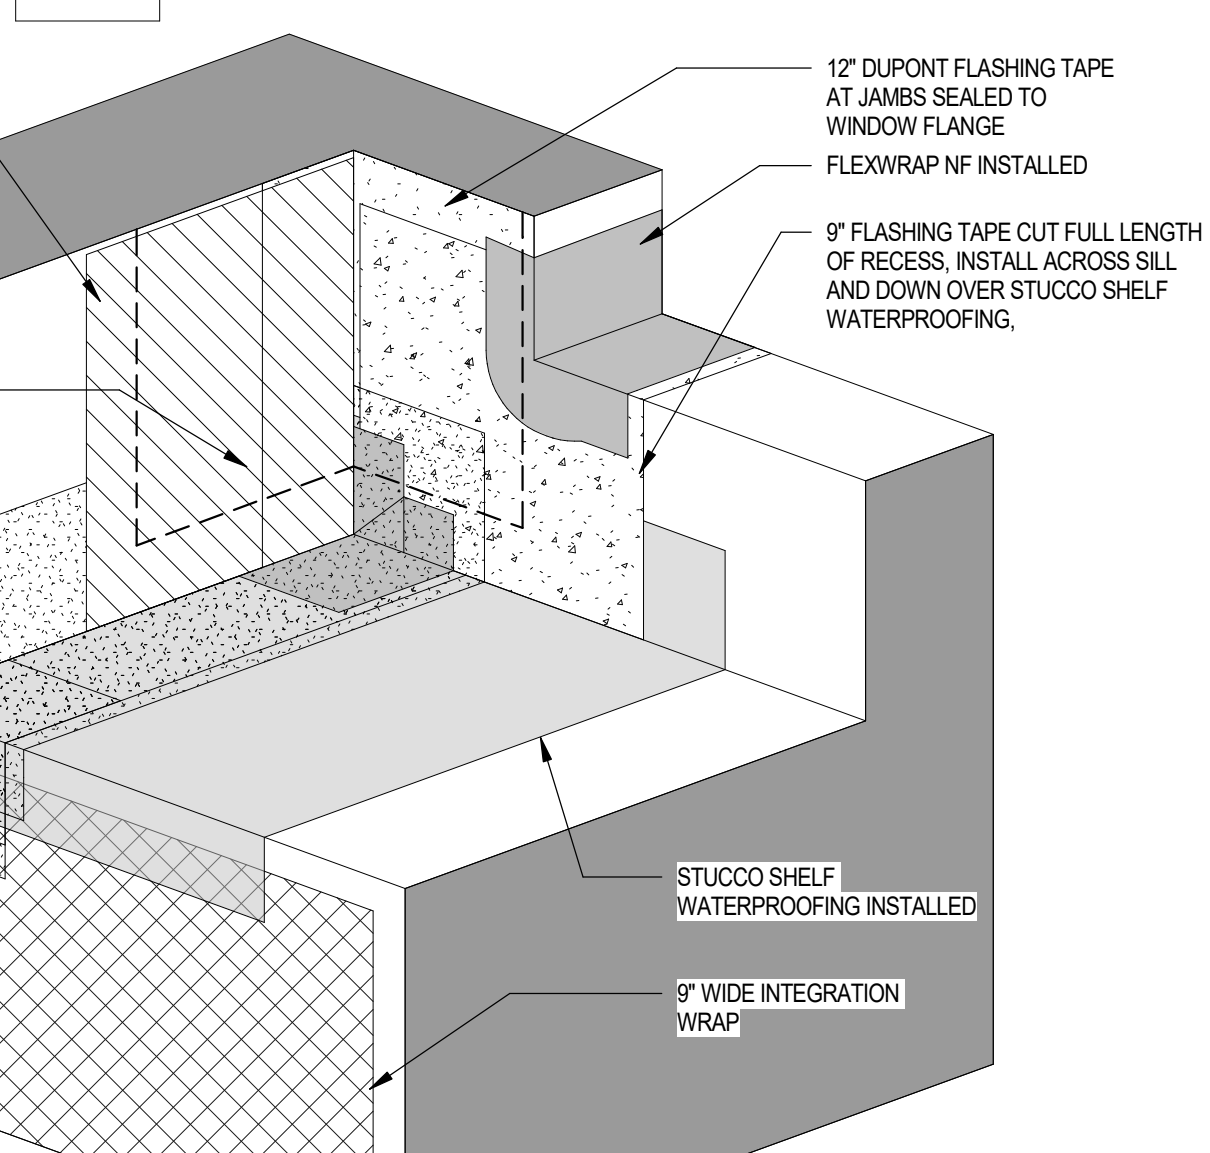 12" DUPONT FLASHING TAPE
AT JAMBS SEALED TO
WINDOW FLANGE
FLEXWRAP NF INSTALLED
9" FLASHING TAPE CUT FULL LENGTH
OF RECESS, INSTALL ACROSS SILL
AND DOWN OVER STUCCO SHELF
WATERPROOFING,
STUCCO SHELF
WATERPROOFING INSTALLED
9" WIDE INTEGRATION
WRAP